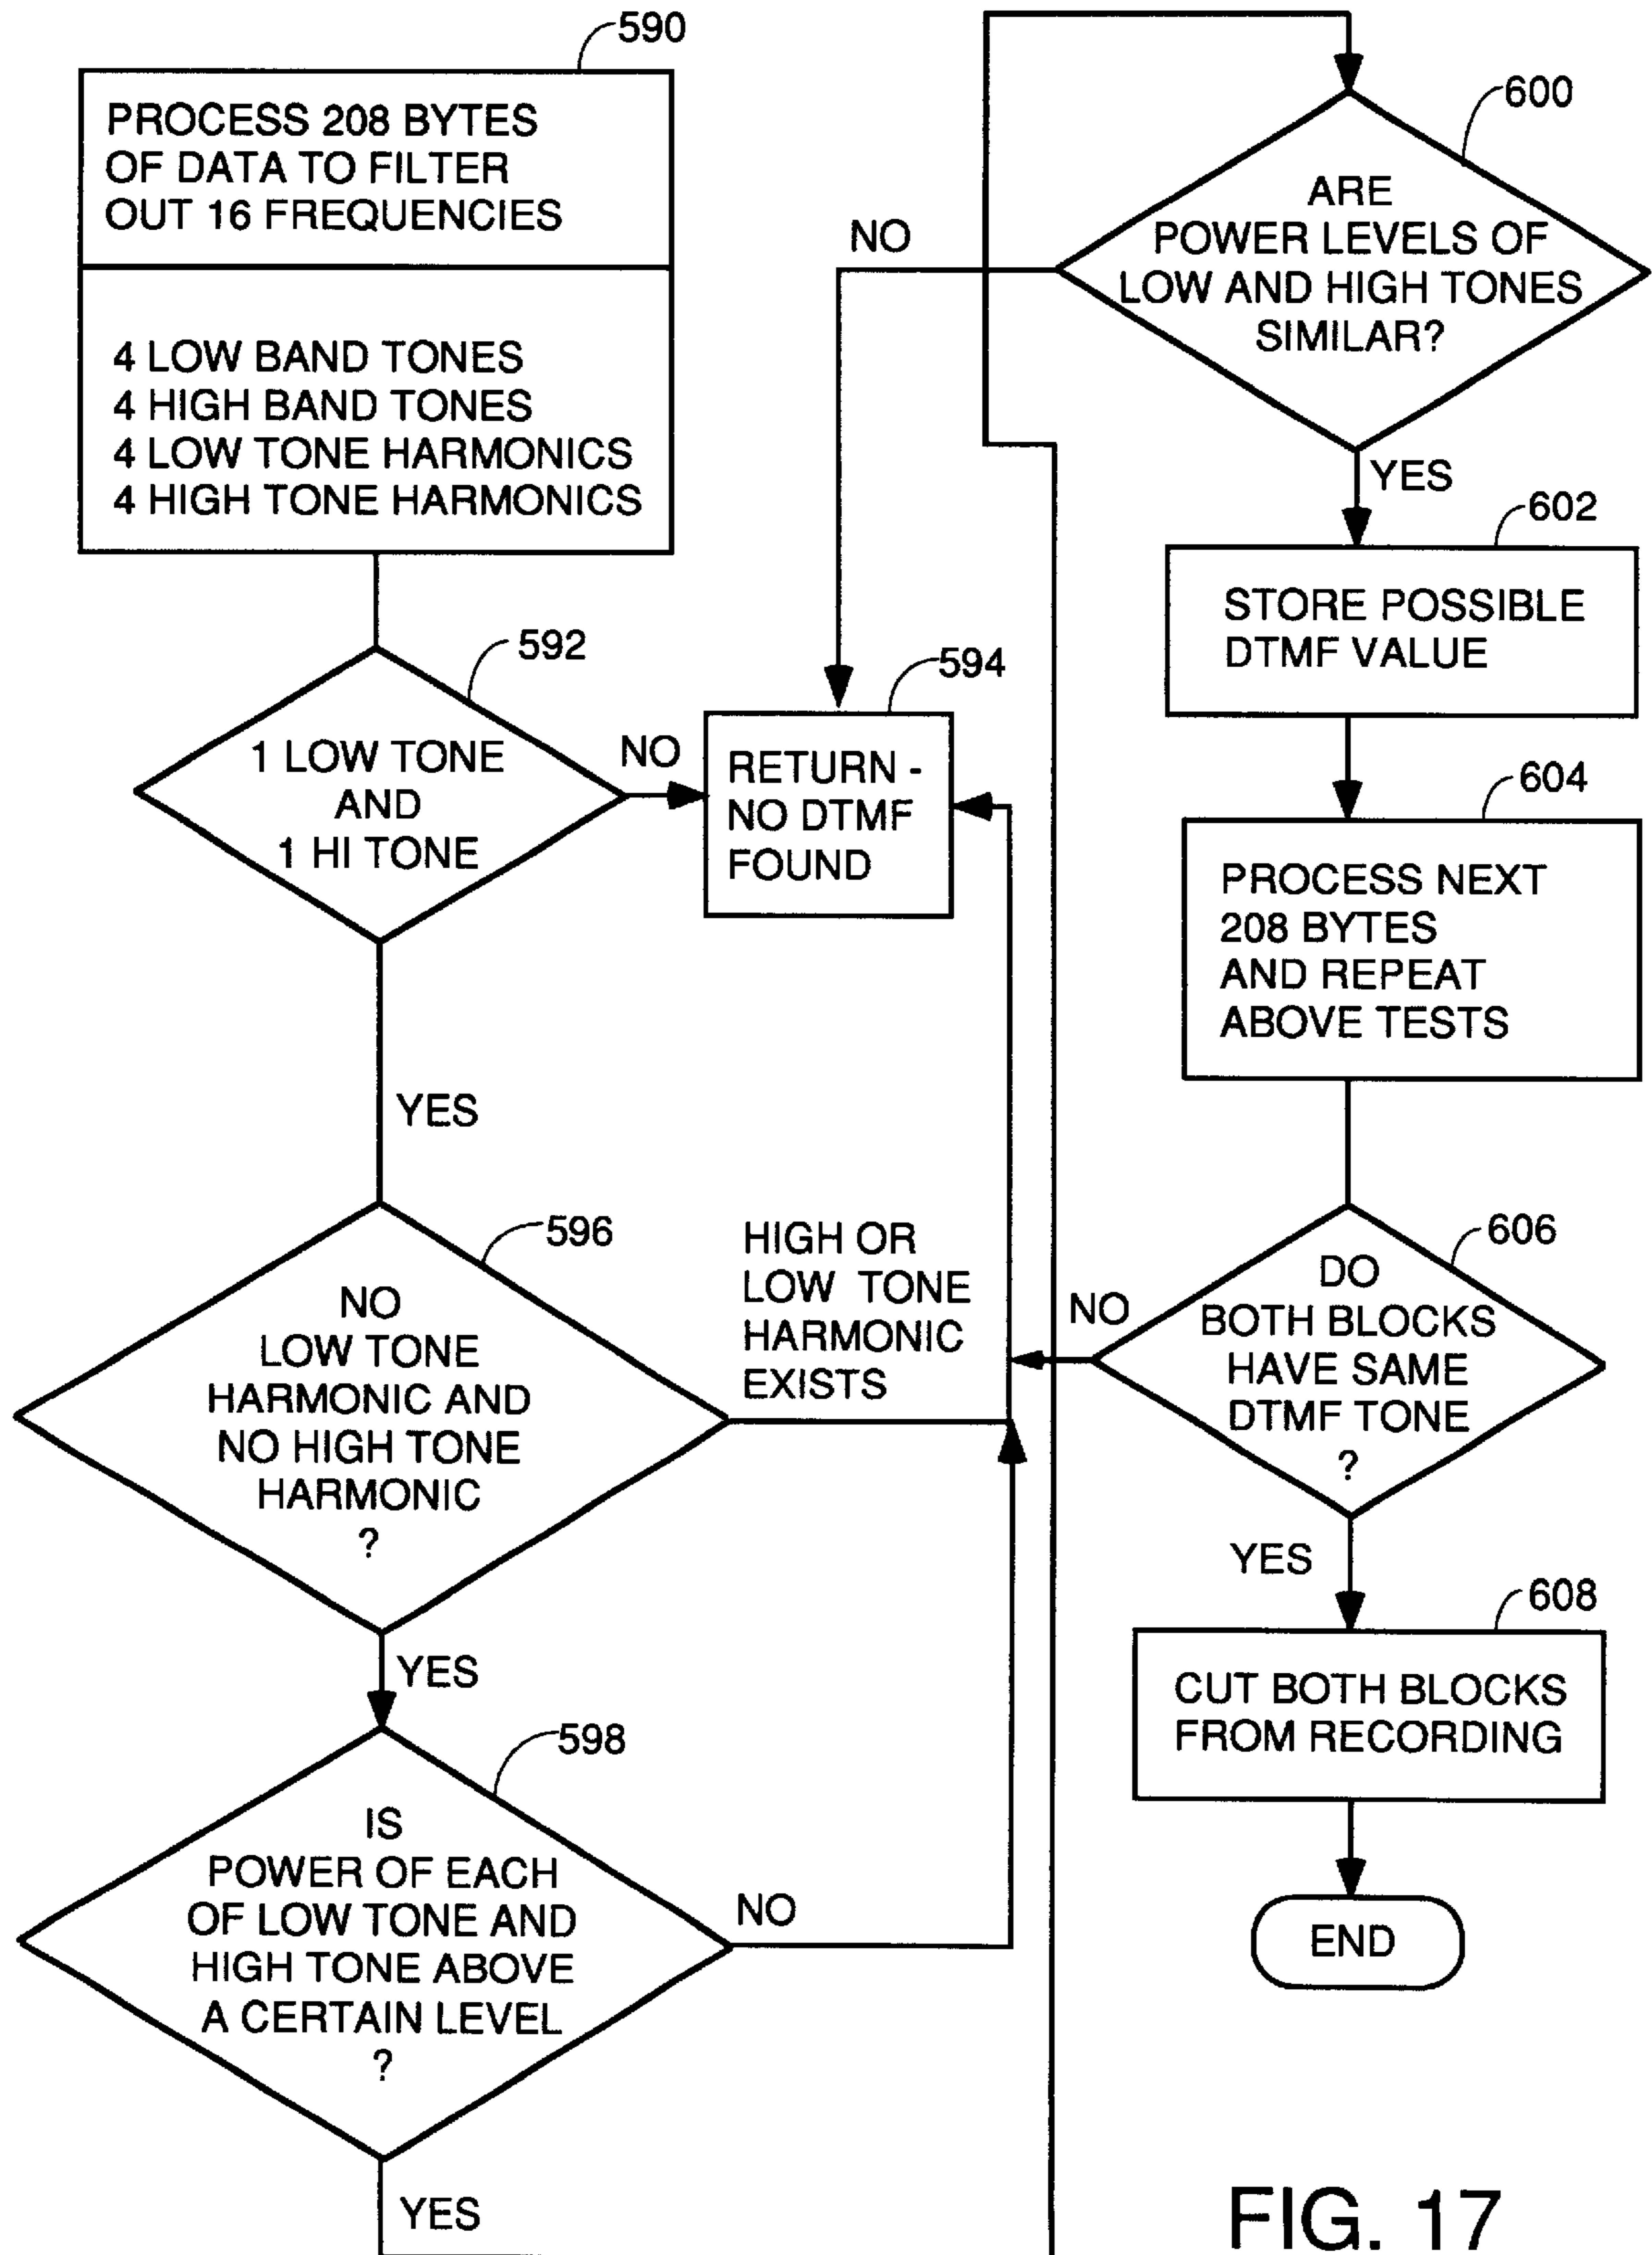 590
PROCESS 208 BYTES
OF DATA TO FILTER
OUT 16 FREQUENCIES
4 LOW BAND TONES
4 HIGH BAND TONES
4 LOW TONE HARMONICS
4 HIGH TONE HARMONICS
592
1 LOW TONE
AND
1 HI TONE
NO
594
RETURN -
NO DTMF
FOUND
YES
596
NO
LOW TONE
HARMONIC AND
NO HIGH TONE
HARMONIC
?
HIGH OR
LOW TONE
HARMONIC
EXISTS
YES
598
IS
POWER OF EACH
OF LOW TONE AND
HIGH TONE ABOVE
A CERTAIN LEVEL
?
NO
YES
600
ARE
POWER LEVELS OF
LOW AND HIGH TONES
SIMILAR?
NO
YES
602
STORE POSSIBLE
DTMF VALUE
604
PROCESS NEXT
208 BYTES
AND REPEAT
ABOVE TESTS
606
DO
BOTH BLOCKS
HAVE SAME
DTMF TONE
?
NO
YES
608
CUT BOTH BLOCKS
FROM RECORDING
END
FIG. 17